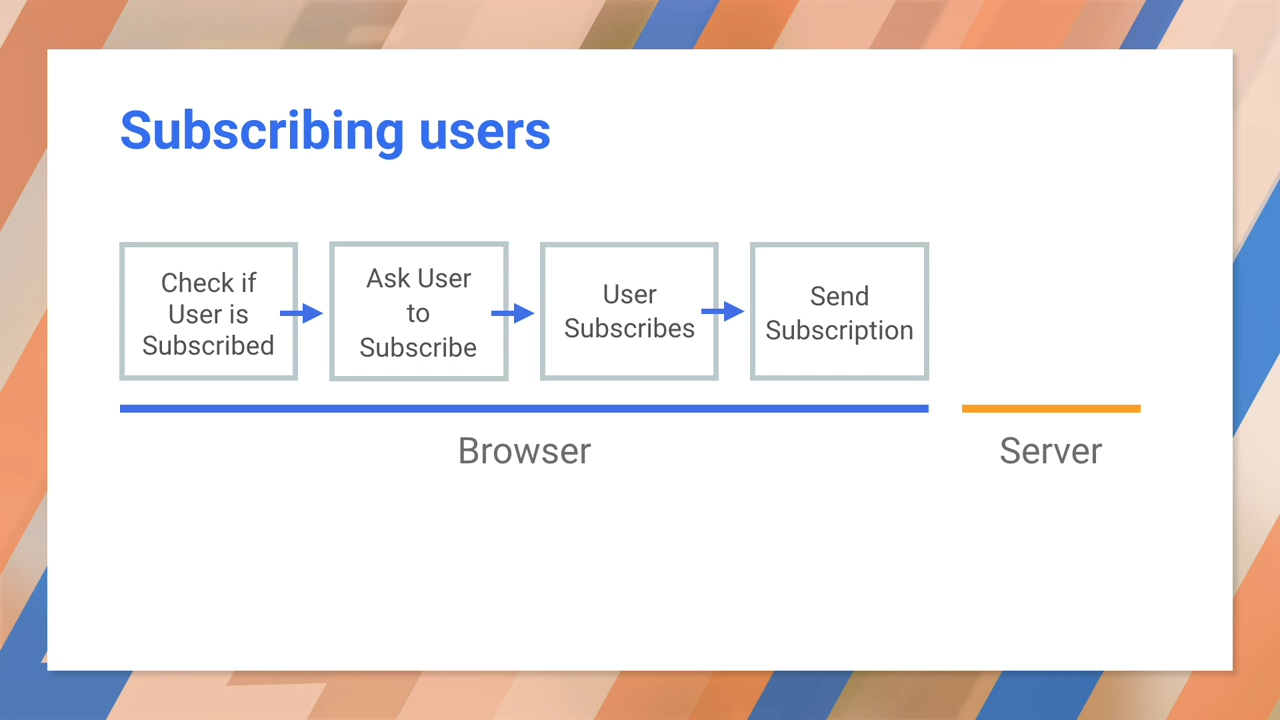 Subscribing users
Check if
User is
Subscribed
Ask User
to
Subscribe
User
Subscribes
Send
Subscription
Browser
Server